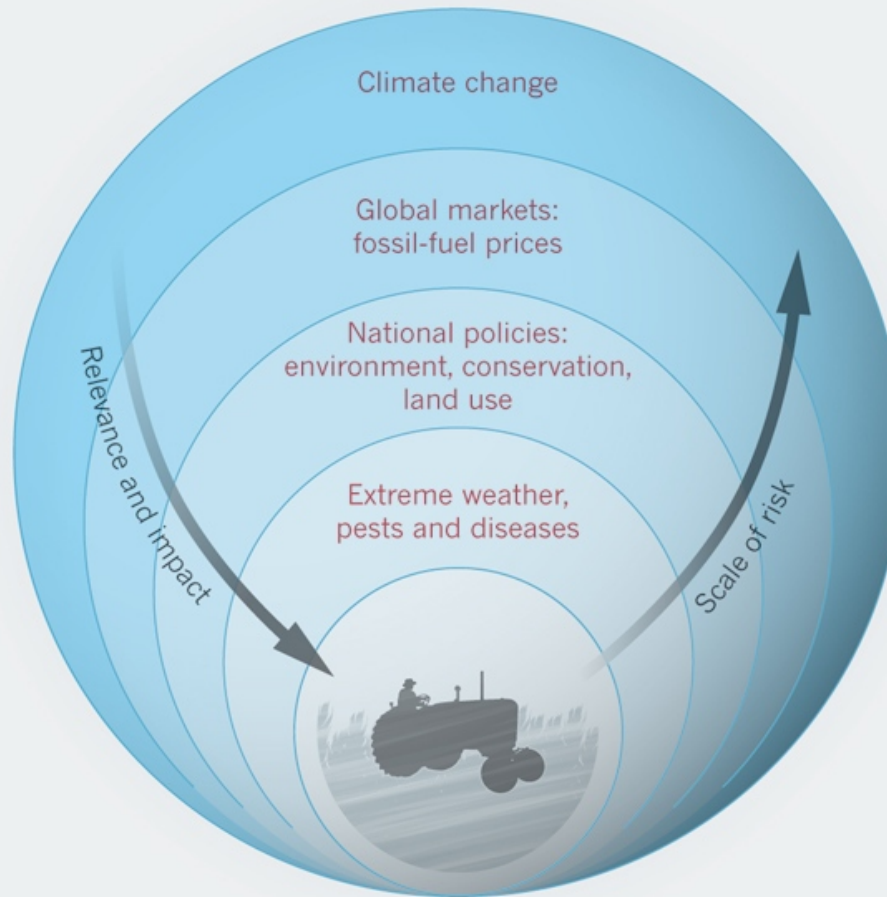 Climate change
Global markets:
fossil-fuel prices
National policies:
environment, conservation,
land use
Extreme weather,
pests and diseases
Relevance and impact
Scale of risk